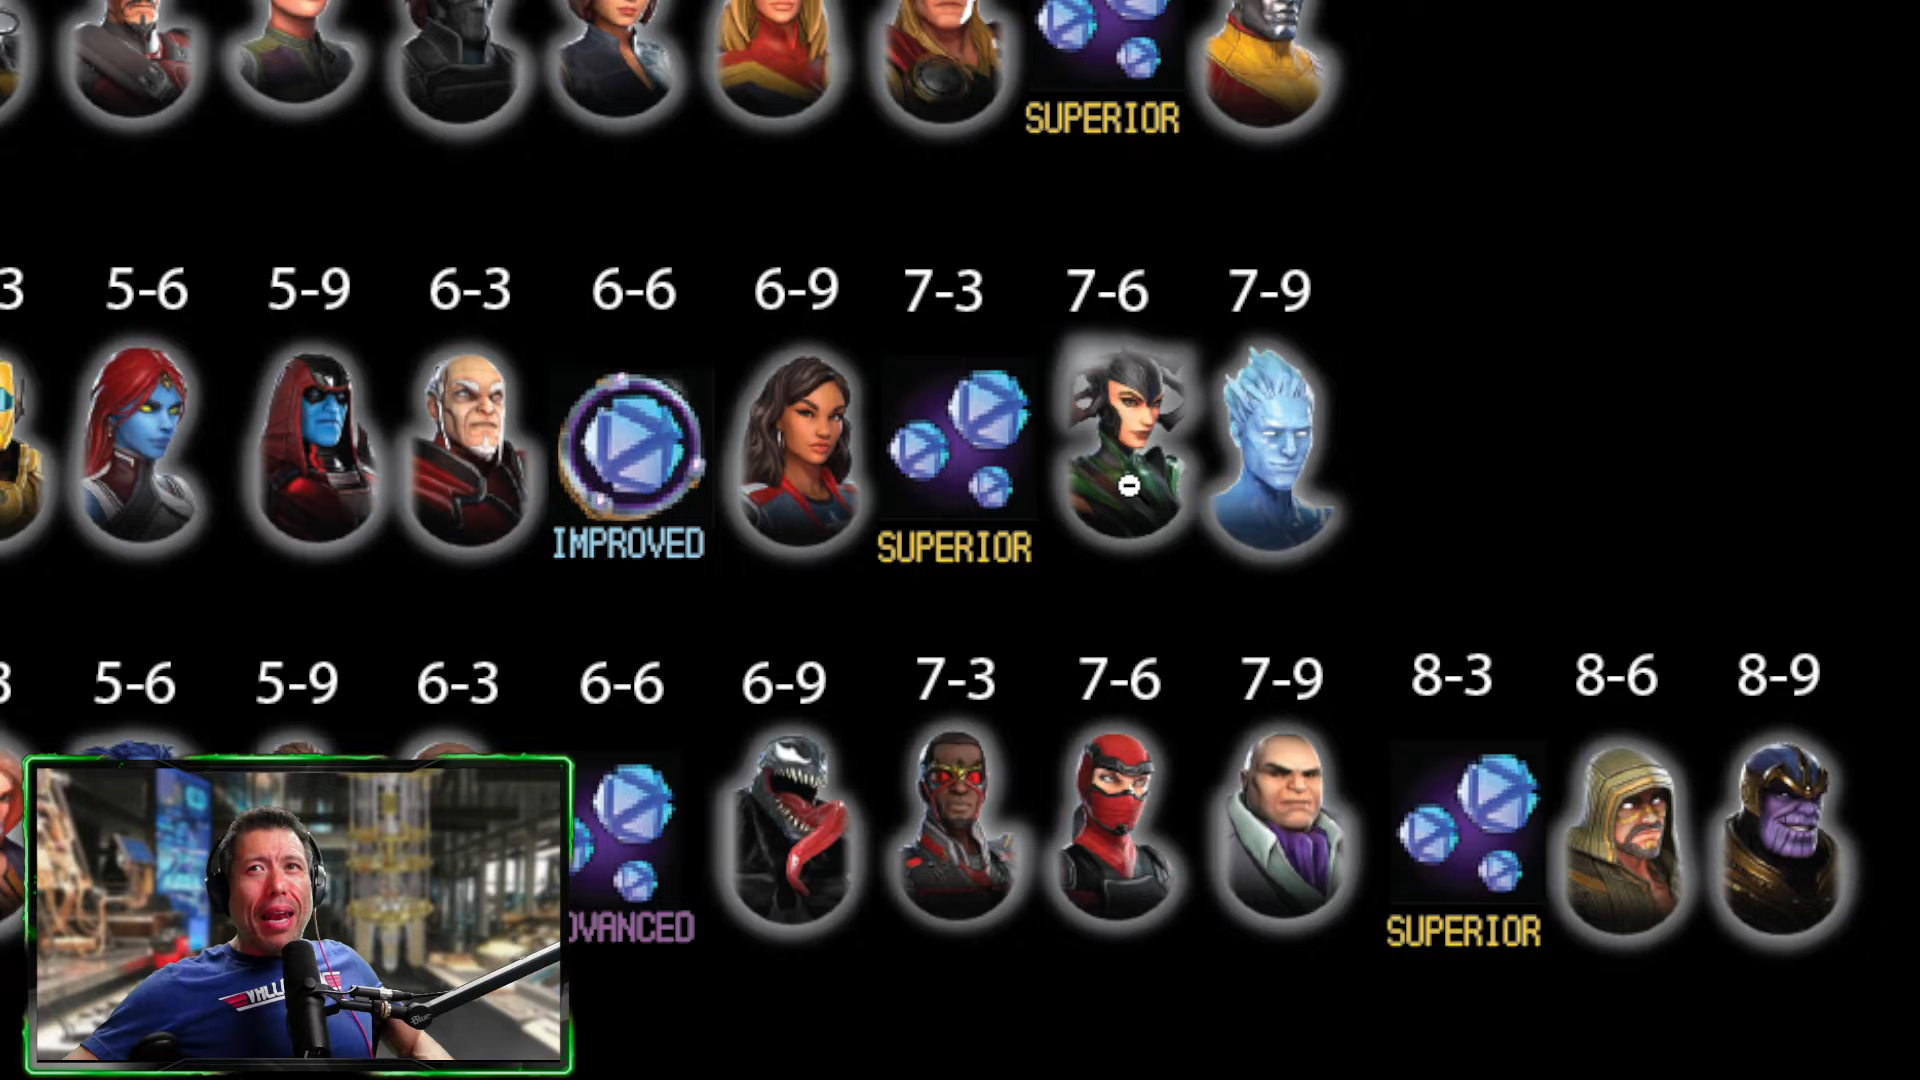 SUPERIOR
3 5-6 5-9 6-3 6-6 6-9 7-3 7-6 7-9
IMPROVED
SUPERIOR
5-6 5-9 6-3 6-6 6-9 7-3 7-6 7-9 8-3 8-6 8-9
DVANCED
SUPERIOR